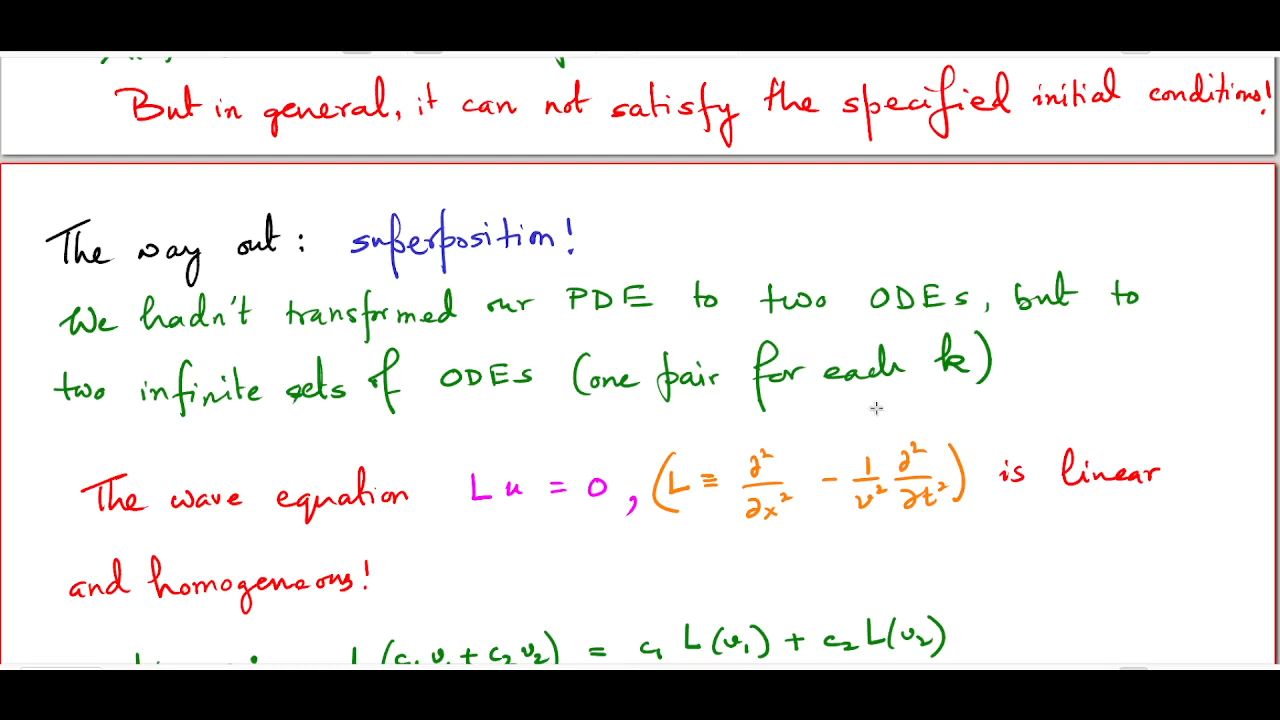 But in general, it can not satisfy the specified initial conditions!
The way out: superposition!
We hadn't transformed our PDE to two ODEs, but to
two infinite sets of ODEs (one pair for each k)
The wave equation Lu = 0, (L ≡ ∂²/∂x² - 1/v² ∂²/∂t²) is linear
and homogeneous!
L(c₁v₁ + c₂v₂) = c₁ L(v₁) + c₂ L(v₂)